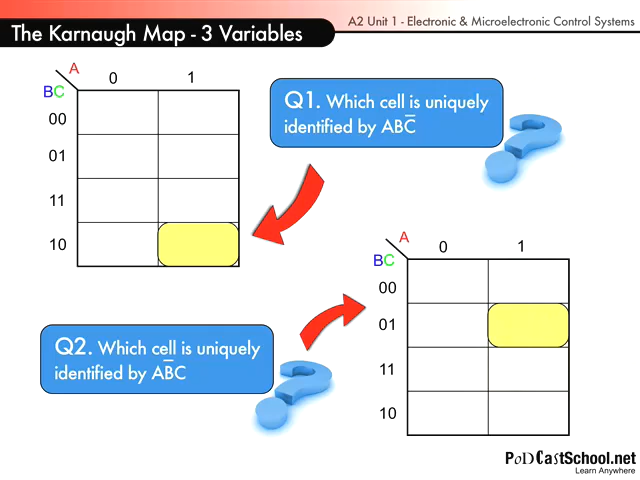 A2 Unit 1 - Electronic & Microelectronic Control Systems
The Karnaugh Map - 3 Variables
A
0 1
BC
00
01
11
10
Q1. Which cell is uniquely
identified by ABC̅
A
0 1
BC
00
01
11
10
Q2. Which cell is uniquely
identified by AB̅C
PoDCastSchool.net
Learn Anywhere